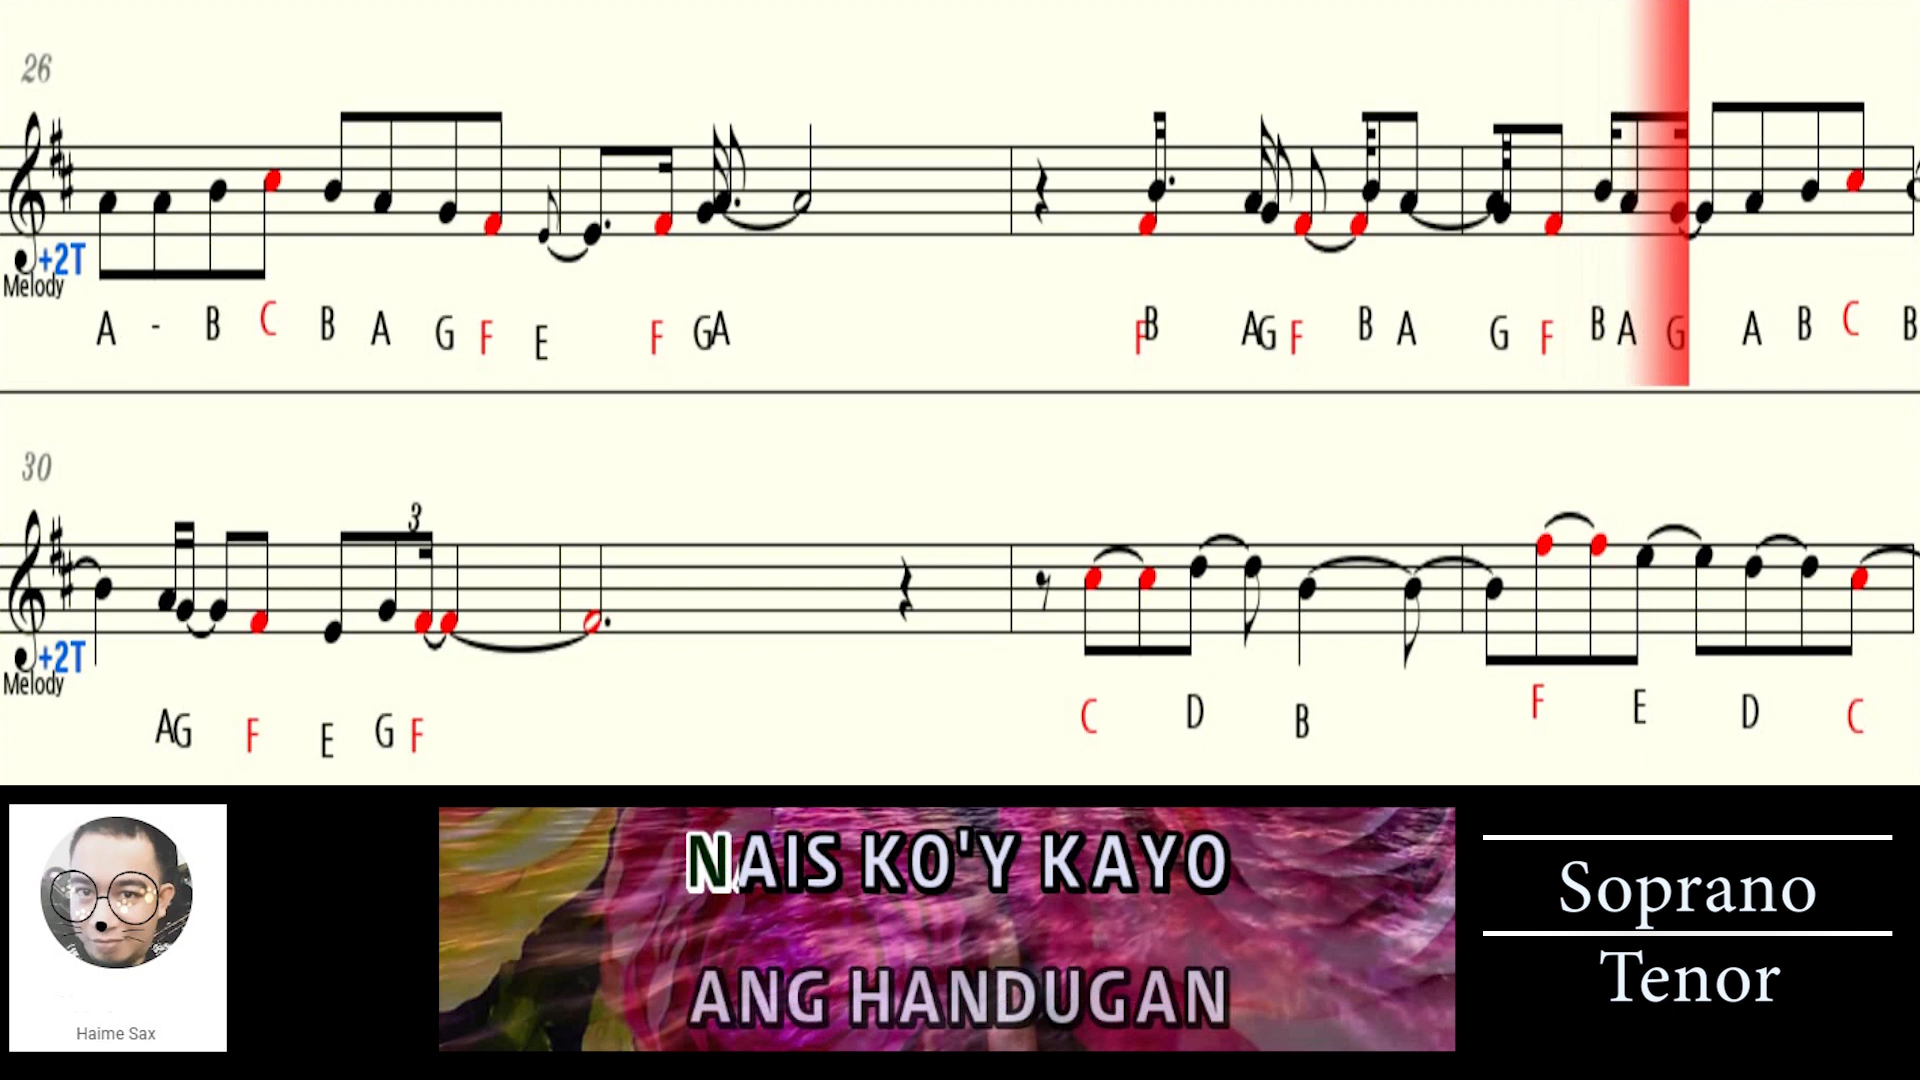 26
+2T
Melody
A - B C B A G F E F GA FB AG F B A G F B A G A B C B
30
3
+2T
Melody
AG F E G F C D B F E D C
Haime Sax
NAIS KO'Y KAYO
ANG HANDUGAN
Soprano
Tenor